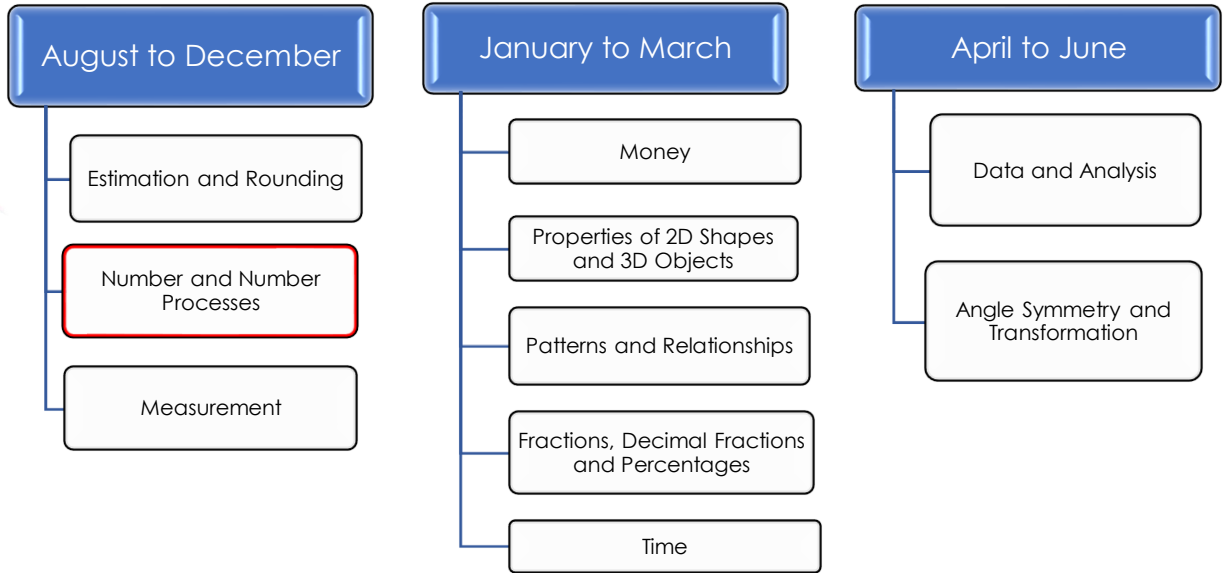 August to December
Estimation and Rounding
Number and Number
Processes
Measurement
January to March
Money
Properties of 2D Shapes
and 3D Objects
Patterns and Relationships
Fractions, Decimal Fractions
and Percentages
Time
April to June
Data and Analysis
Angle Symmetry and
Transformation